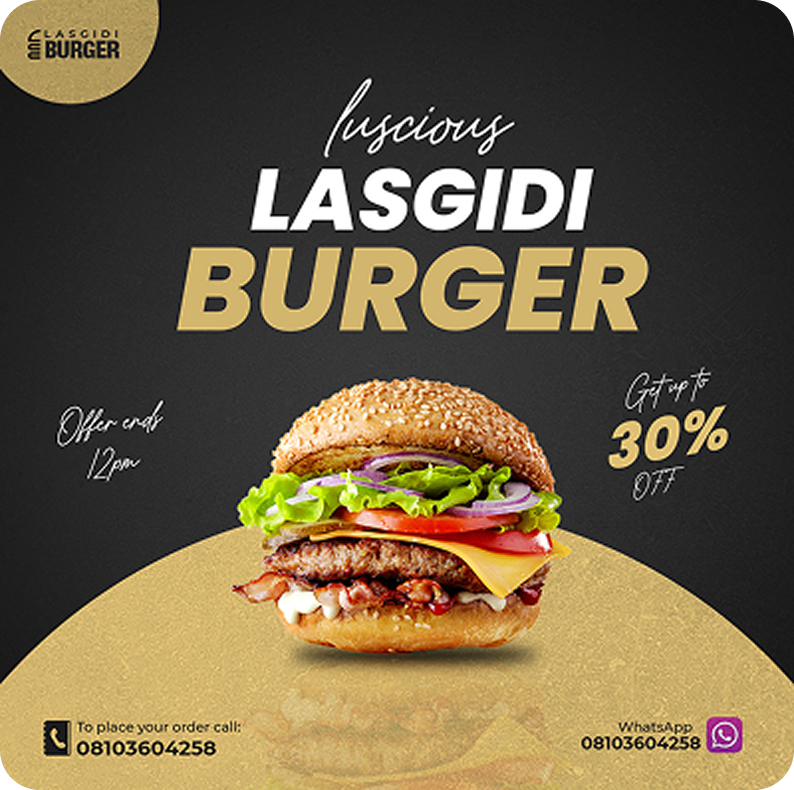 LASGIDI
BURGER
luscious
LASGIDI
BURGER
Offer ends
12pm
Get up to
30%
OFF
To place your order call:
08103604258
WhatsApp
08103604258